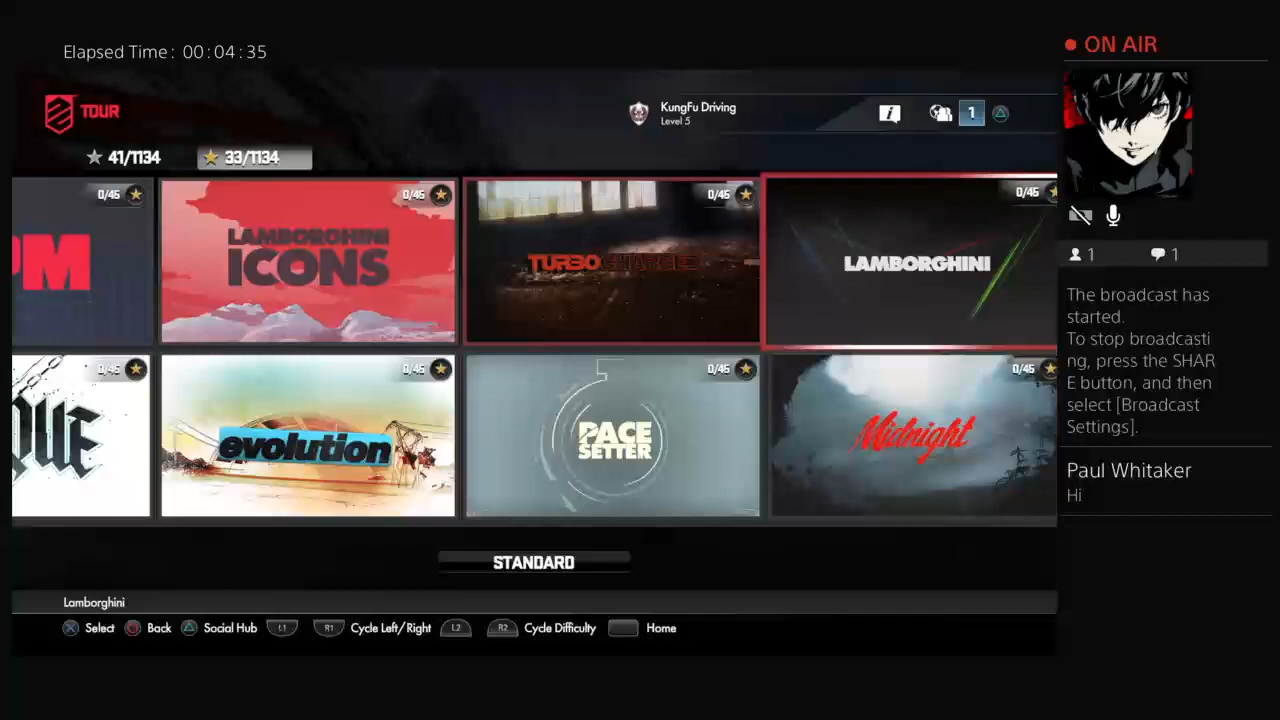 Elapsed Time: 00:04:35
ON AIR
TOUR
KungFu Driving
Level 5
1
41/1134
33/1134
0/45
0/45
0/45
0/45
PM
LAMBORGHINI
ICONS
TURBOCHARGED
LAMBORGHINI
0/45
0/45
0/45
0/45
QUE
evolution
PACE
SETTER
Midnight
STANDARD
Lamborghini
Select
Back
Social Hub
L1
R1
Cycle Left/Right
L2
R2
Cycle Difficulty
Home
1
1
The broadcast has
started.
To stop broadcasti
ng, press the SHAR
E button, and then
select [Broadcast
Settings].
Paul Whitaker
Hi